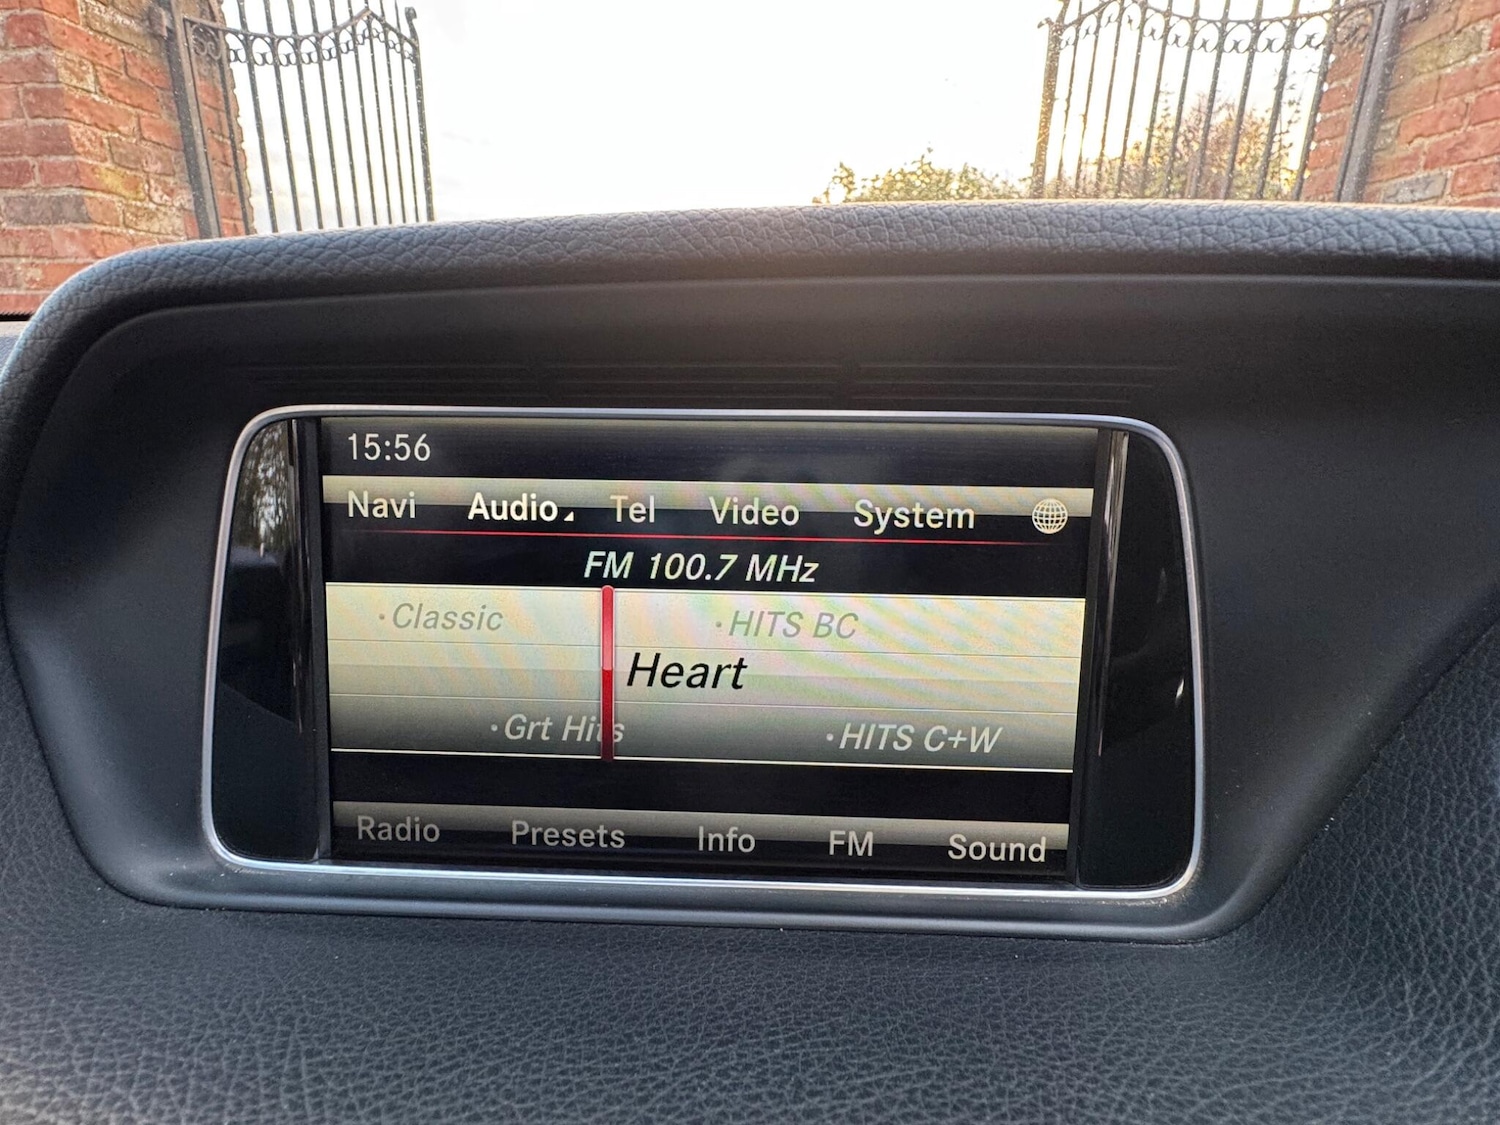 15:56
Navi Audio Tel Video System
FM 100.7 MHz
·Classic ·HITS BC
Heart
·Grt Hits ·HITS C+W
Radio Presets Info FM Sound